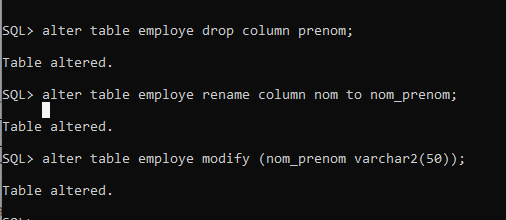 SQL> alter table employe drop column prenom;
Table altered.
SQL> alter table employe rename column nom to nom_prenom;
Table altered.
SQL> alter table employe modify (nom_prenom varchar2(50));
Table altered.
SQL>